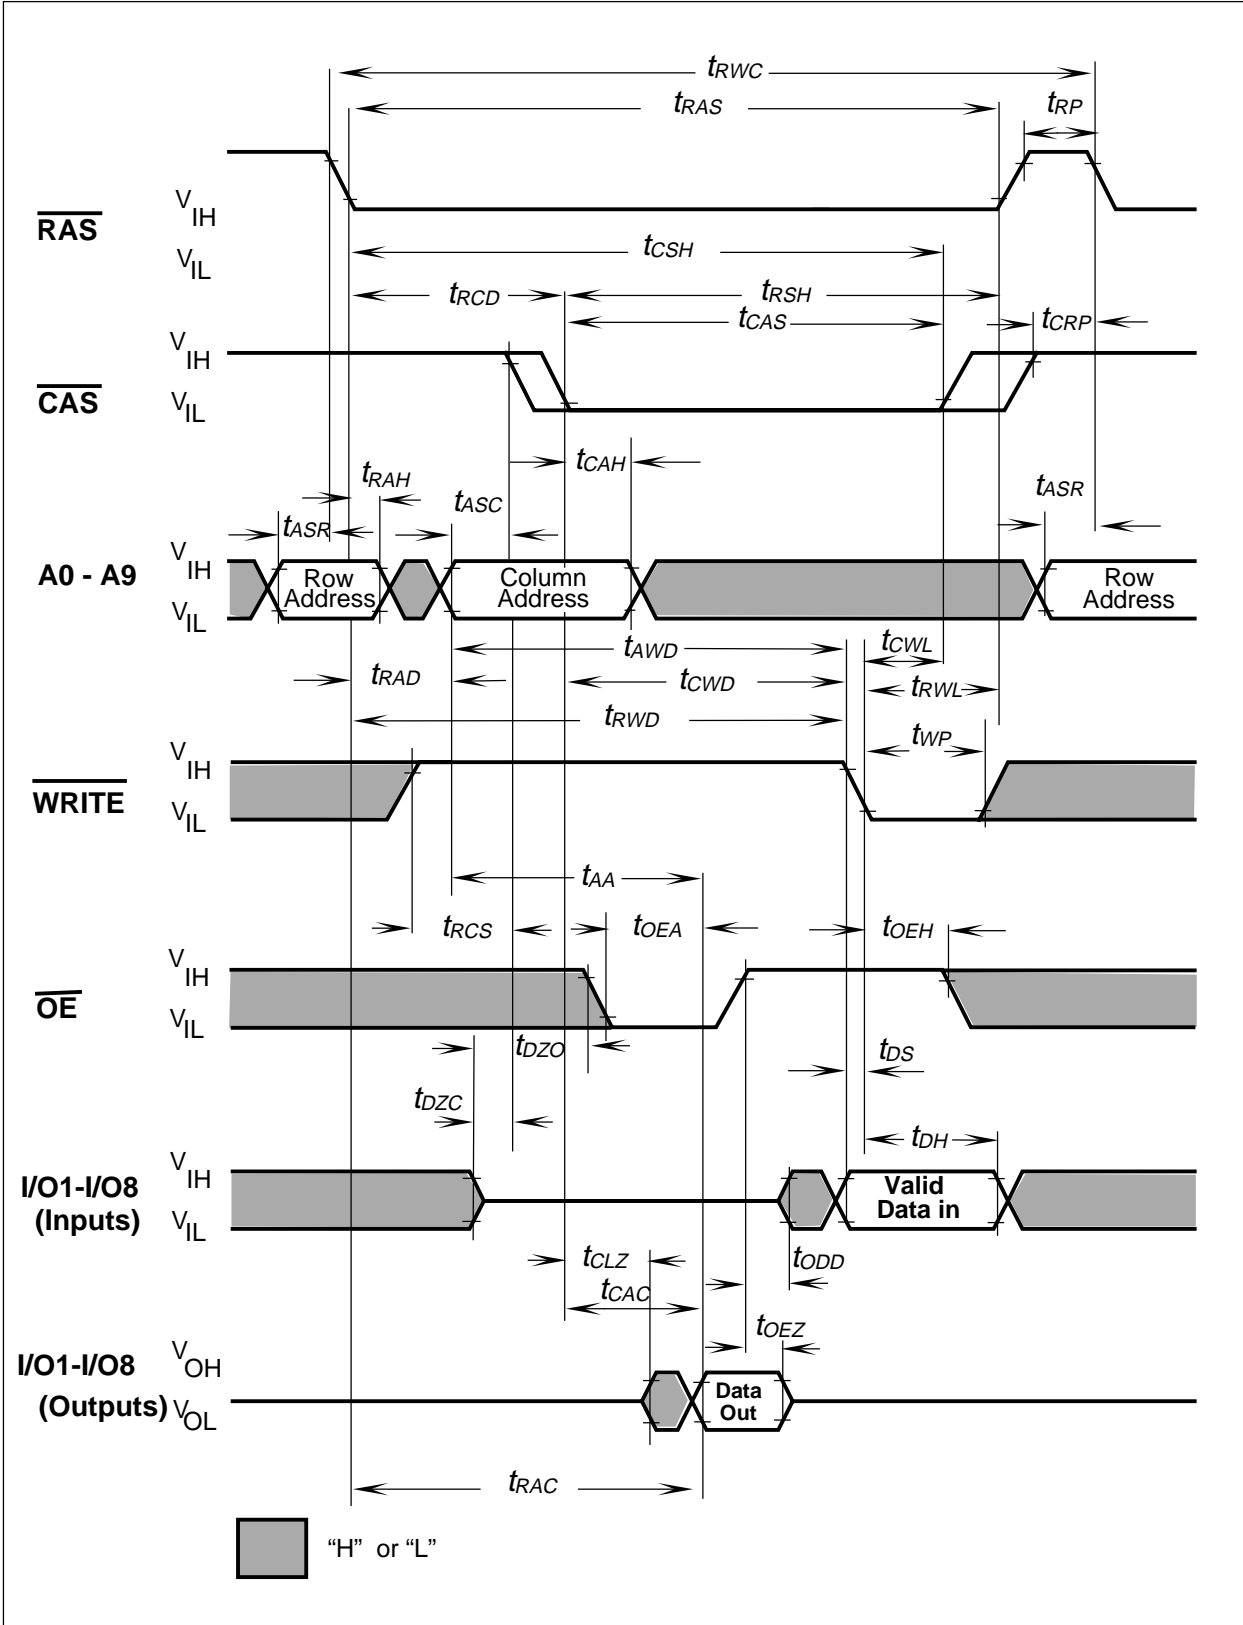 tRWC
tRAS
tRP
VIH
RAS
VIL
tCSH
tRCD
tRSH
tCAS
tCRP
VIH
CAS
VIL
tCAH
tRAH
tASC
tASR
tASR
VIH
A0 - A9
VIL
Row Address
Column Address
Row Address
tAWD
tCWL
tRAD
tCWD
tRWL
tRWD
tWP
VIH
WRITE
VIL
tAA
tRCS
tOEA
tOEH
VIH
OE
VIL
tDZO
tDS
tDZC
tDH
VIH
I/O1-I/O8
(Inputs)
VIL
Valid
Data in
tCLZ
tODD
tCAC
tOEZ
I/O1-I/O8
VOH
(Outputs)
VOL
Data
Out
tRAC
“H” or “L”